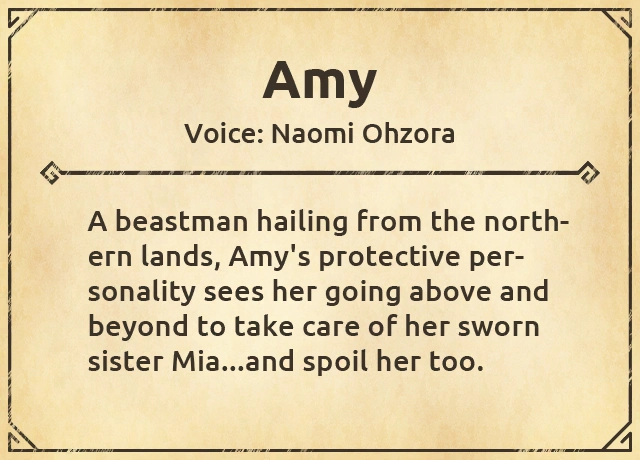 Amy
Voice: Naomi Ohzora
A beastman hailing from the north-
ern lands, Amy's protective per-
sonality sees her going above and
beyond to take care of her sworn
sister Mia...and spoil her too.